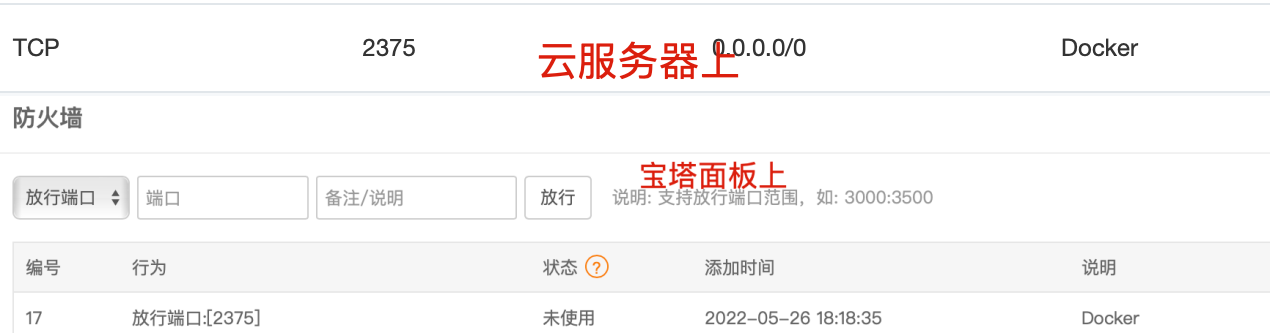 TCP 2375 0.0.0.0/0 Docker
云服务器上
防火墙
宝塔面板上
放行端口 端口 备注/说明 放行 说明: 支持放行端口范围，如: 3000:3500
编号 行为 状态 ? 添加时间 说明
17 放行端口:[2375] 未使用 2022-05-26 18:18:35 Docker